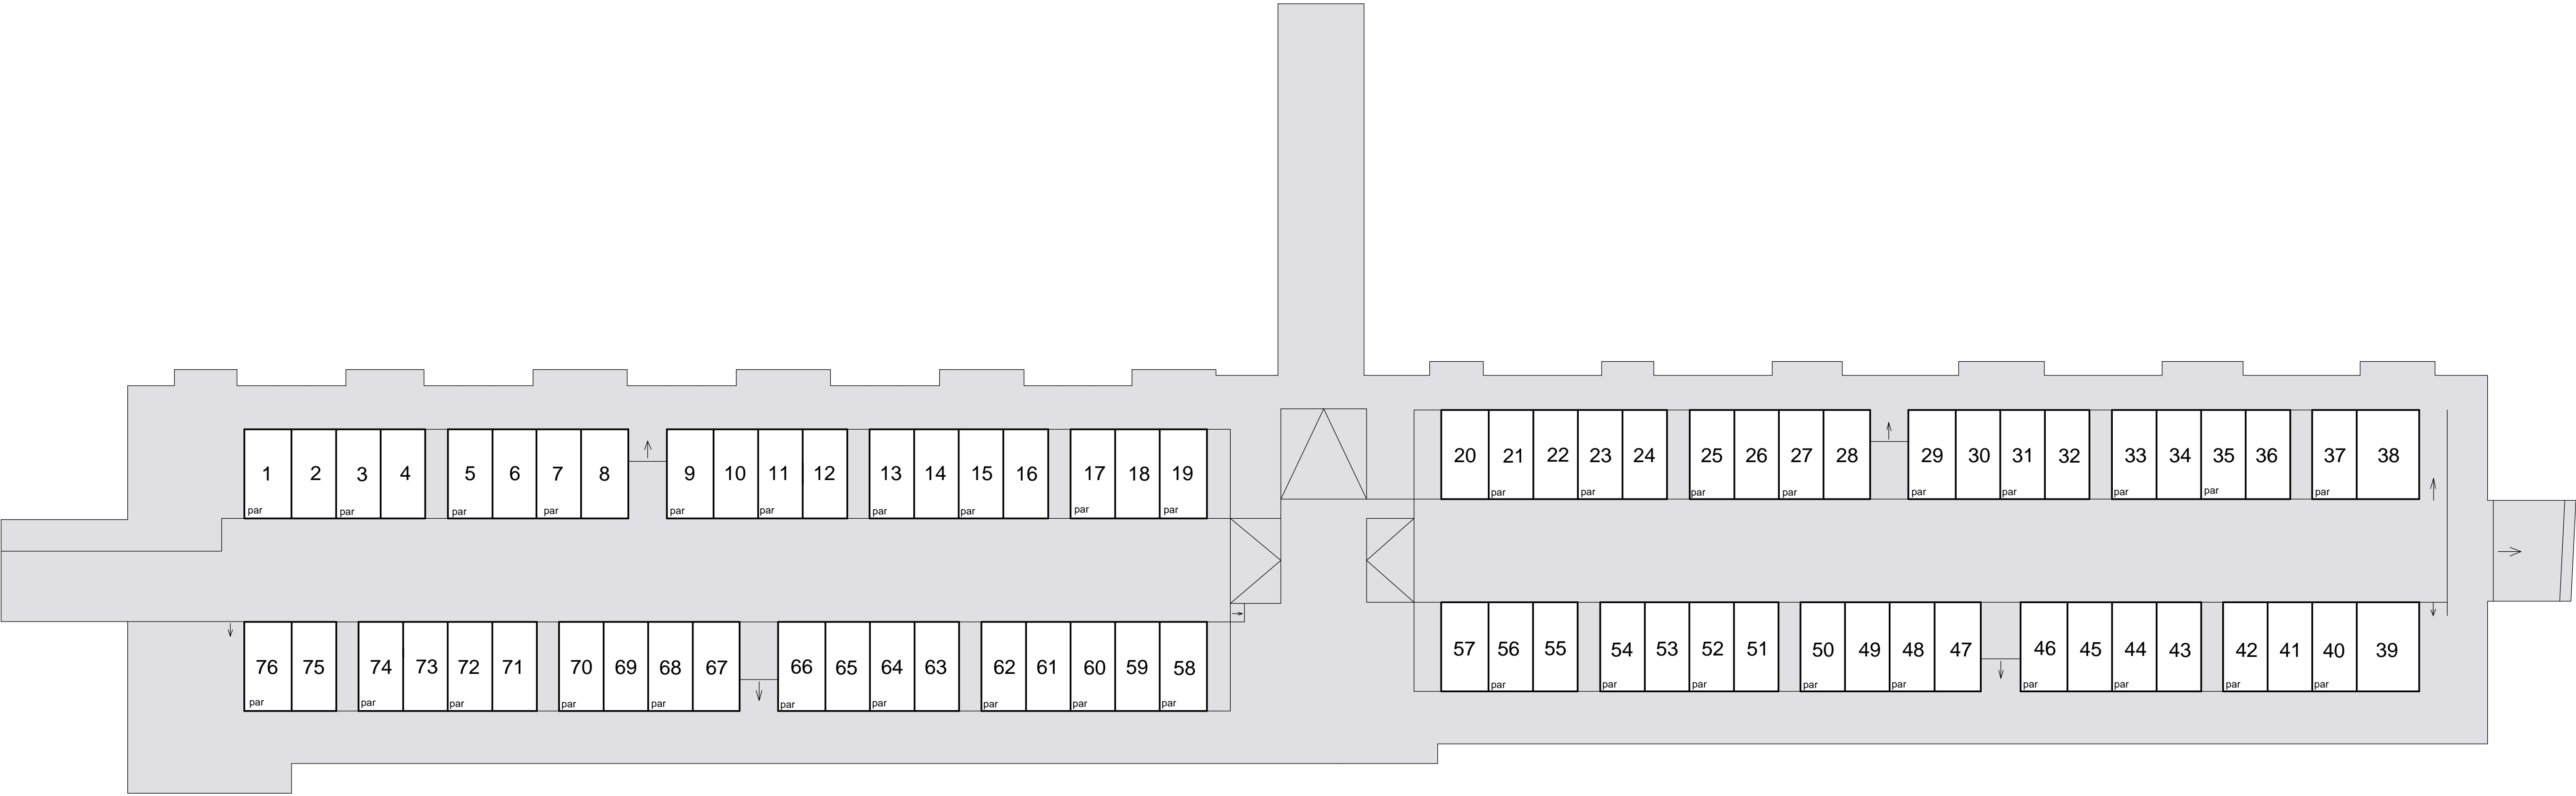 20 21 22 23 24 25 26 27 28 29 30 31 32 33 34 35 36 37 38
par par par par par par par par par
1 2 3 4 5 6 7 8 9 10 11 12 13 14 15 16 17 18 19
par par par par par par par par par par
57 56 55 54 53 52 51 50 49 48 47 46 45 44 43 42 41 40 39
par par par par par par par par par
76 75 74 73 72 71 70 69 68 67 66 65 64 63 62 61 60 59 58
par par par par par par par par par par